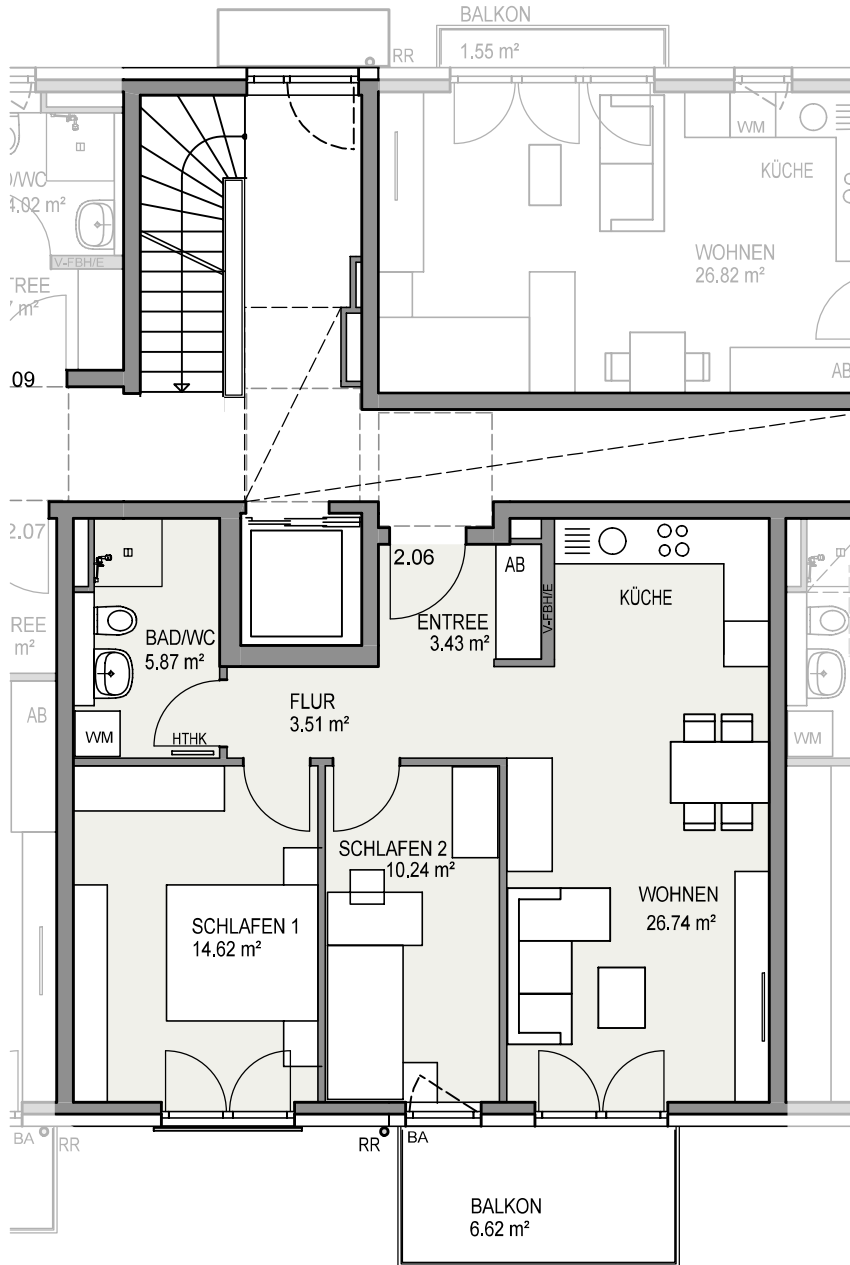 BALKON
1.55 m²
RR
WM
KÜCHE
D/WC
4.02 m²
WOHNEN
26.82 m²
V-FBH/E
TREE
m²
AB
09
2.07
2.06
AB
V-FBH/E
KÜCHE
ENTREE
3.43 m²
BAD/WC
5.87 m²
REE
m²
FLUR
3.51 m²
AB
WM
HTHK
WM
SCHLAFEN 2
10.24 m²
WOHNEN
26.74 m²
SCHLAFEN 1
14.62 m²
BA
RR
RR
BA
BALKON
6.62 m²